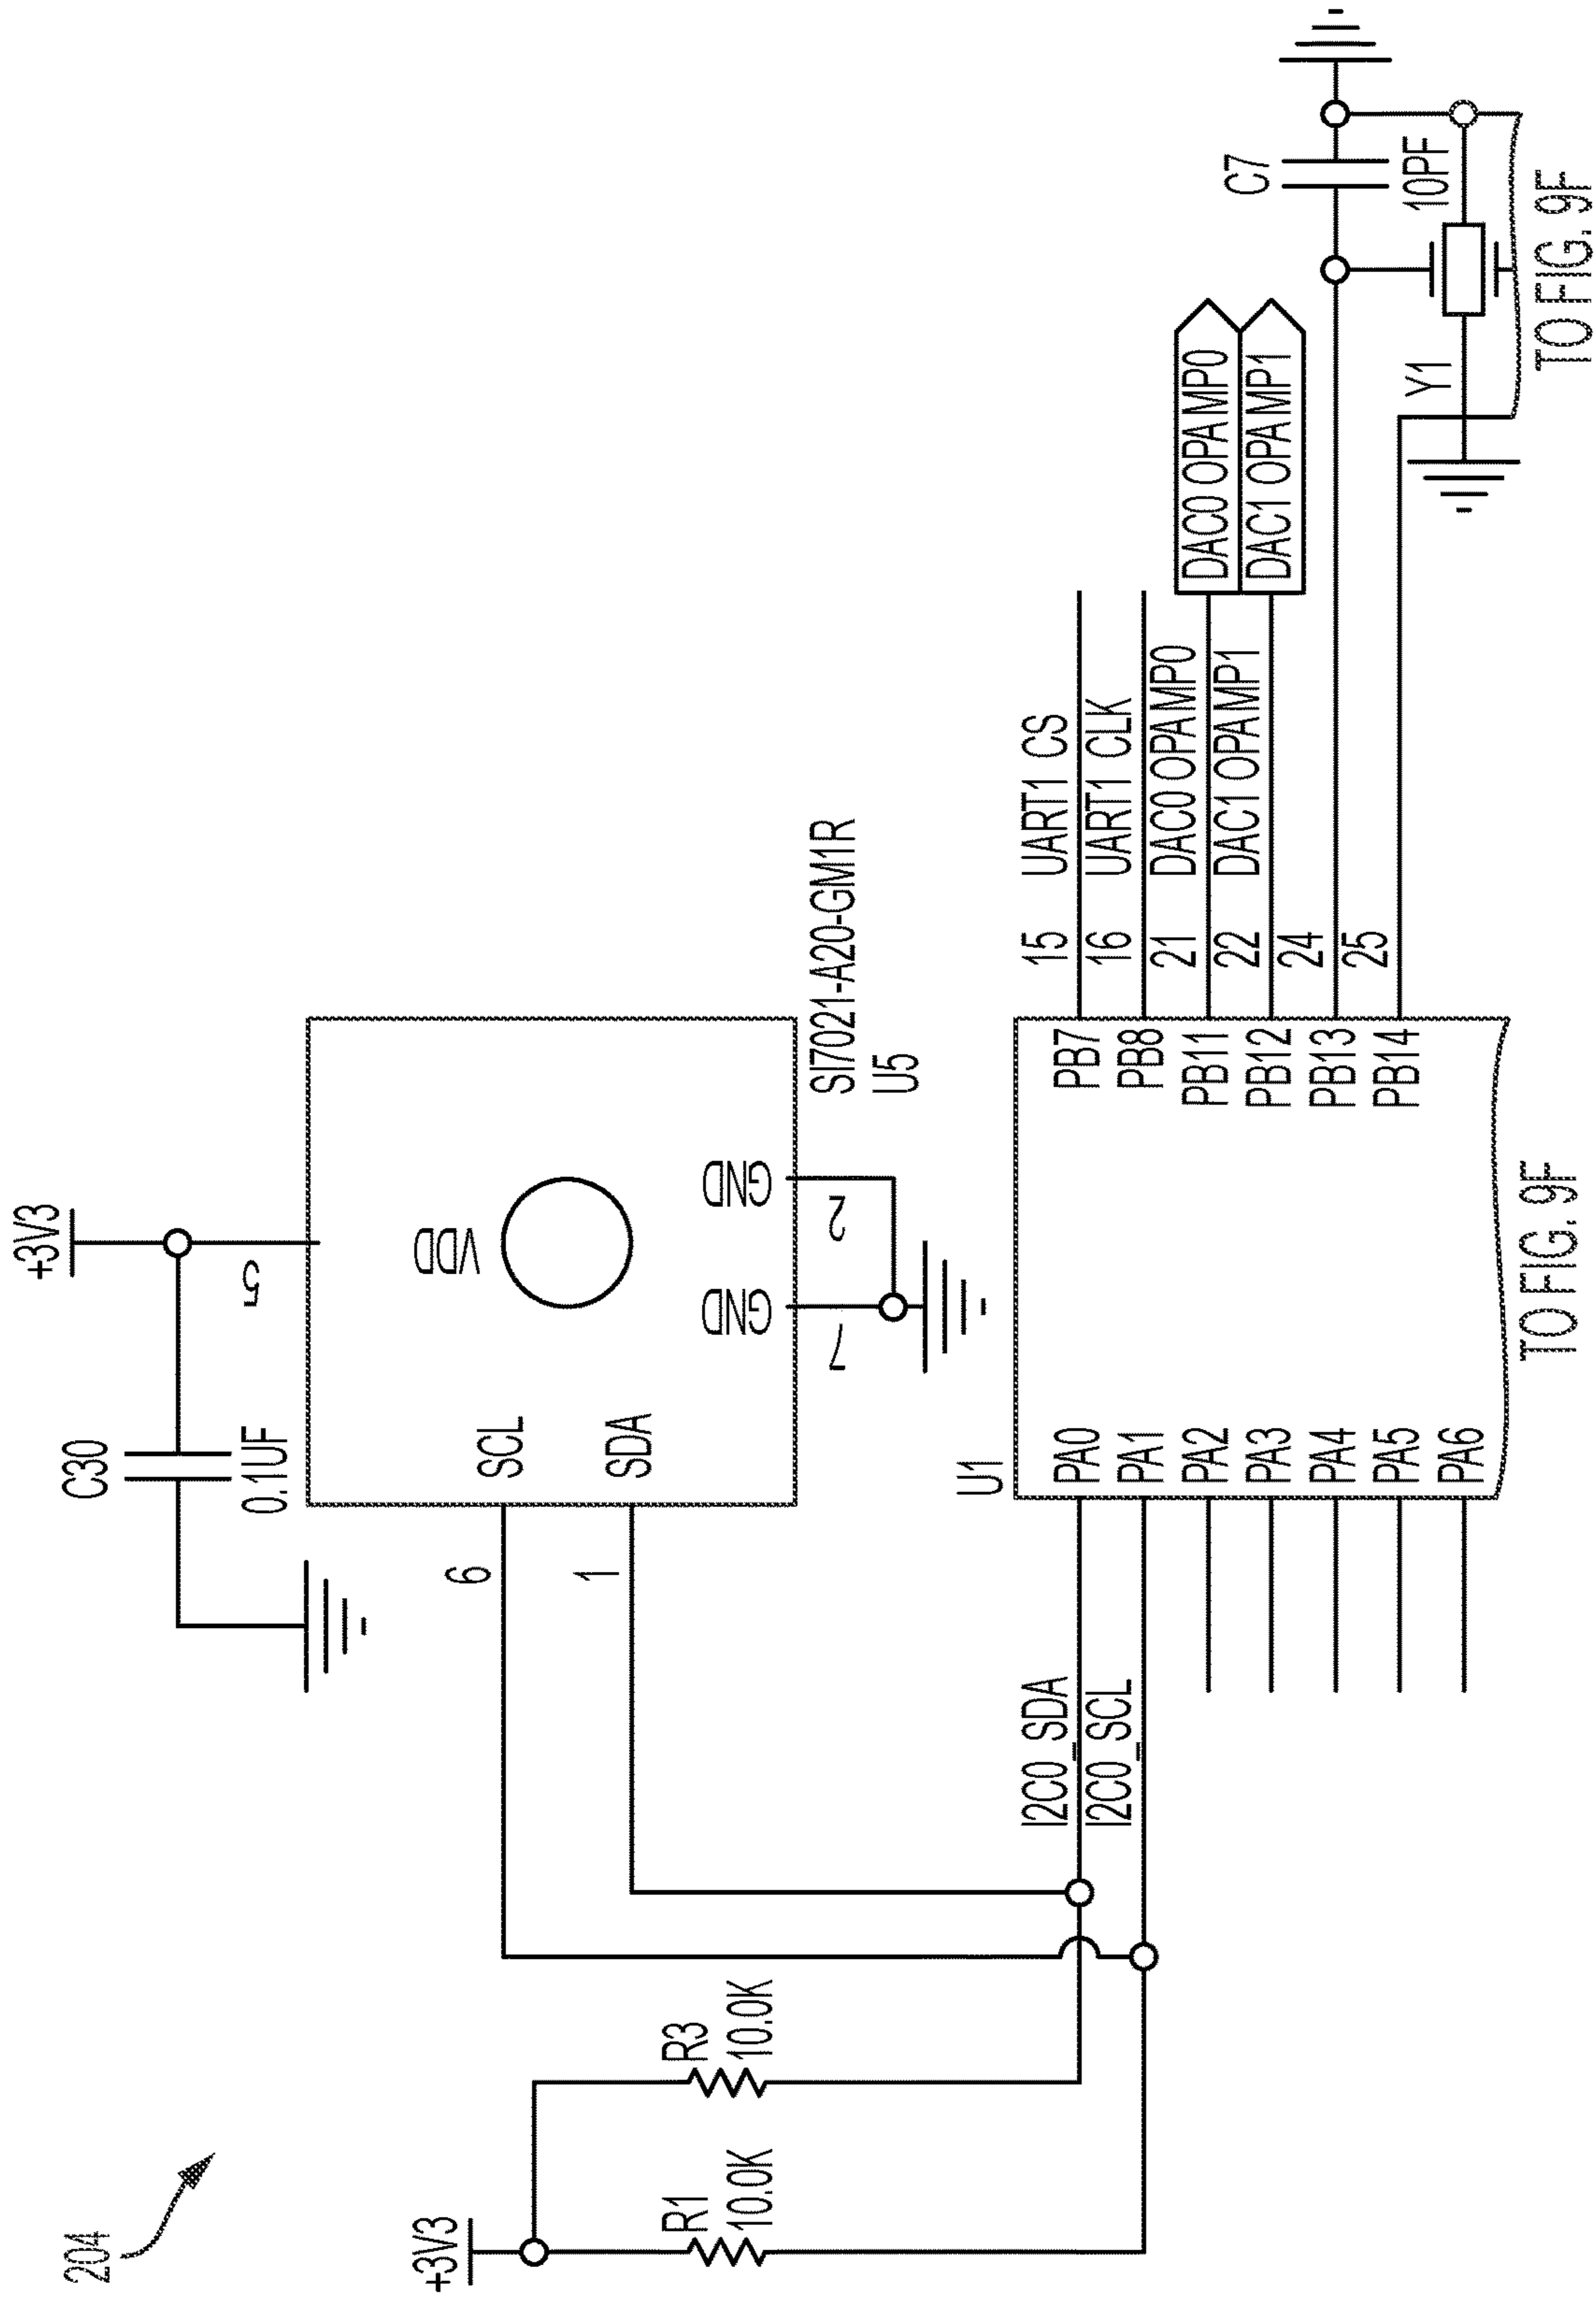 204
+3V3
R1
10.0K
R3
10.0K
C30
0.1UF
+3V3
5
VDD
SCL
SDA
6
1
GND
GND
7
2
SI7021-A20-GM1R
U5
I2C0_SDA
I2C0_SCL
U1
PA0
PA1
PA2
PA3
PA4
PA5
PA6
PB7
PB8
PB11
PB12
PB13
PB14
15 UART1 CS
16 UART1 CLK
21 DAC0 OPAMP0
22 DAC1 OPAMP1
24
25
DAC0 OPAMP0
DAC1 OPAMP1
C7
10PF
Y1
TO FIG. 9F
TO FIG. 9F